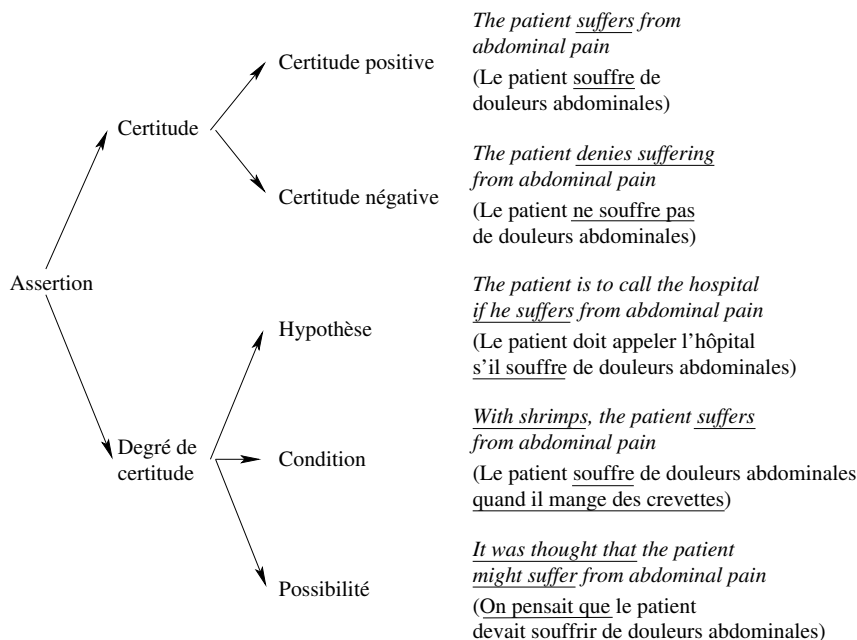 The patient suffers from
abdominal pain
Certitude positive
(Le patient souffre de
douleurs abdominales)
Certitude
The patient denies suffering
from abdominal pain
Certitude négative
(Le patient ne souffre pas
de douleurs abdominales)
Assertion
The patient is to call the hospital
if he suffers from abdominal pain
Hypothèse
(Le patient doit appeler l'hôpital
s'il souffre de douleurs abdominales)
With shrimps, the patient suffers
from abdominal pain
Degré de
certitude
Condition
(Le patient souffre de douleurs abdominales
quand il mange des crevettes)
It was thought that the patient
might suffer from abdominal pain
Possibilité
(On pensait que le patient
devait souffrir de douleurs abdominales)